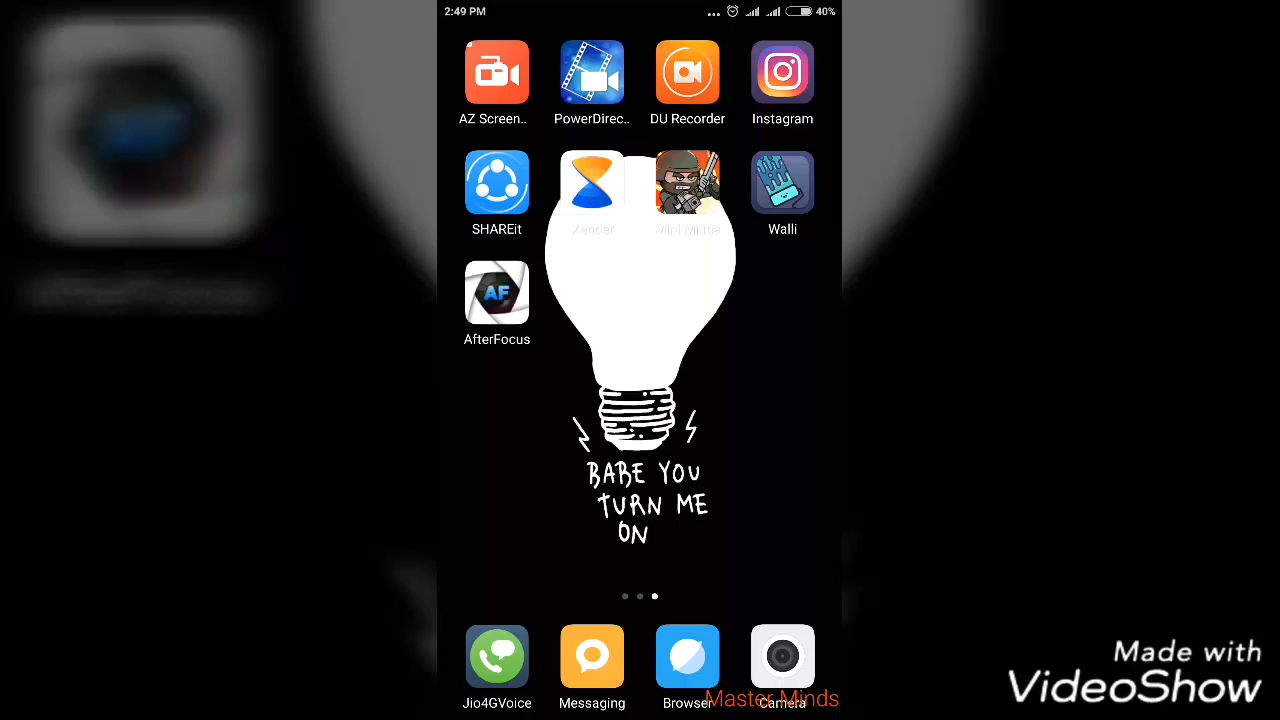 2:49 PM
40%
AZ Screen..
PowerDirec..
DU Recorder
Instagram
SHAREit
Xender
Mini Militia
Walli
AF
AfterFocus
BABE YOU
TURN ME
ON
Jio4GVoice
Messaging
Browser
Camera
Master Minds
Made with
VideoShow